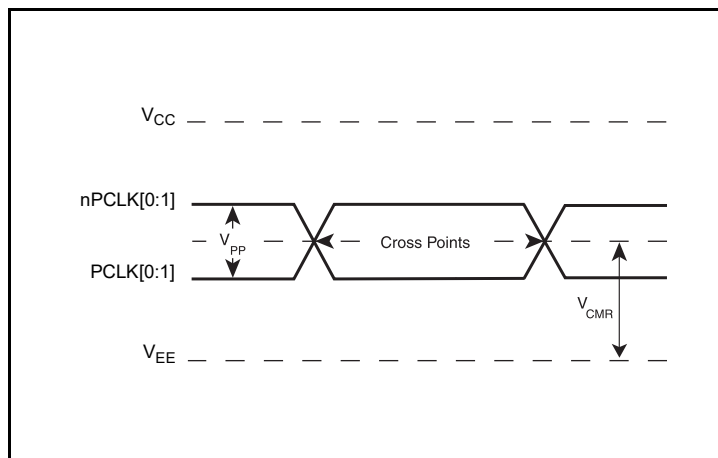 VCC
nPCLK[0:1]
VPP
Cross Points
PCLK[0:1]
VCMR
VEE